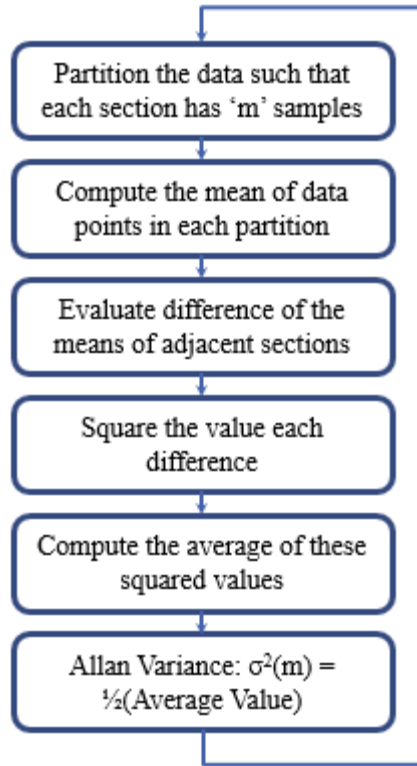 Partition the data such that
each section has ‘m’ samples
Compute the mean of data
points in each partition
Evaluate difference of the
means of adjacent sections
Square the value each
difference
Compute the average of these
squared values
Allan Variance: σ²(m) =
½(Average Value)